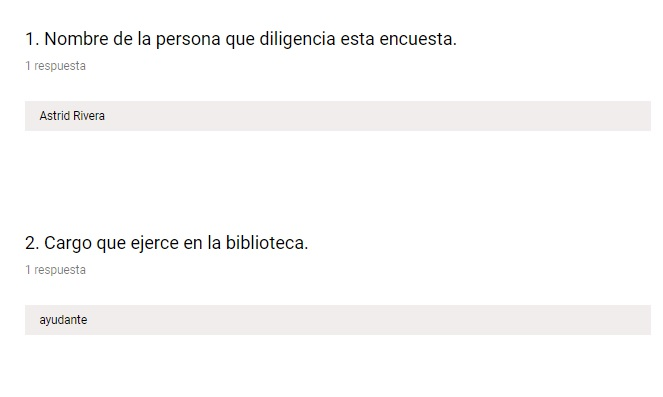 1. Nombre de la persona que diligencia esta encuesta.
1 respuesta
Astrid Rivera
2. Cargo que ejerce en la biblioteca.
1 respuesta
ayudante